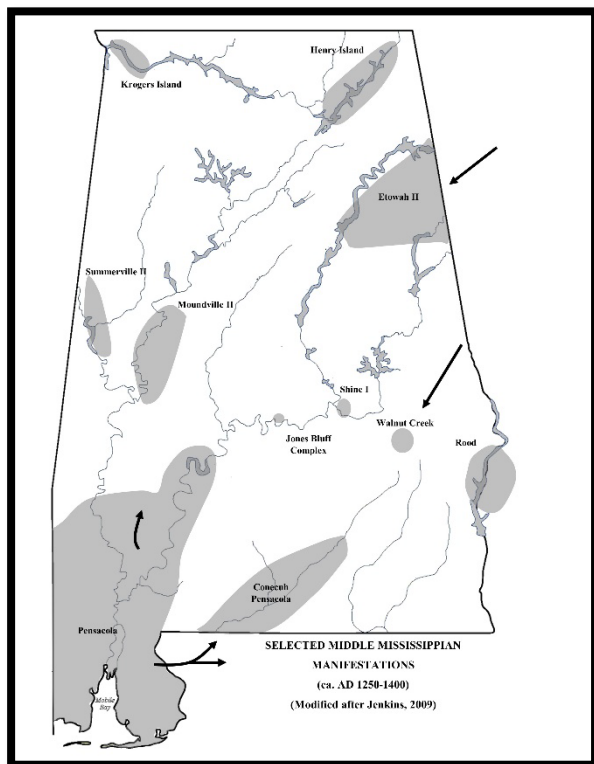 Henry Island
Krogers Island
Etowah II
Summerville II
Moundville II
Shine I
Walnut Creek
Jones Bluff
Complex
Rood
Conecuh
Pensacola
Pensacola
Mobile
Bay
SELECTED MIDDLE MISSISSIPPIAN
MANIFESTATIONS
(ca. AD 1250-1400)
(Modified after Jenkins, 2009)